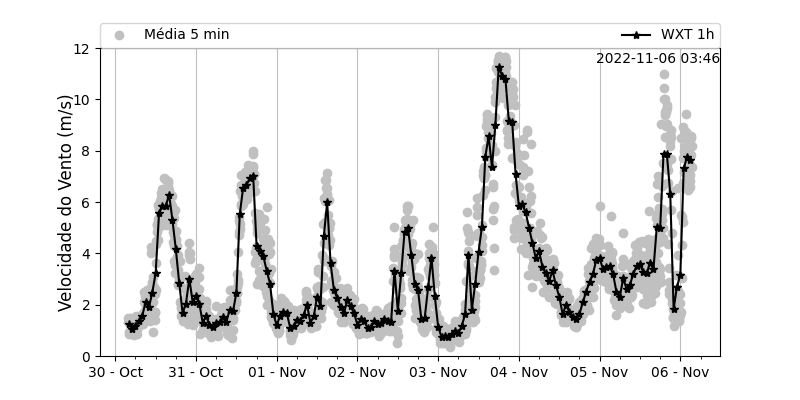 Média 5 min
WXT 1h
2022-11-06 03:46
Velocidade do Vento (m/s)
12
10
8
6
4
2
0
30 - Oct
31 - Oct
01 - Nov
02 - Nov
03 - Nov
04 - Nov
05 - Nov
06 - Nov